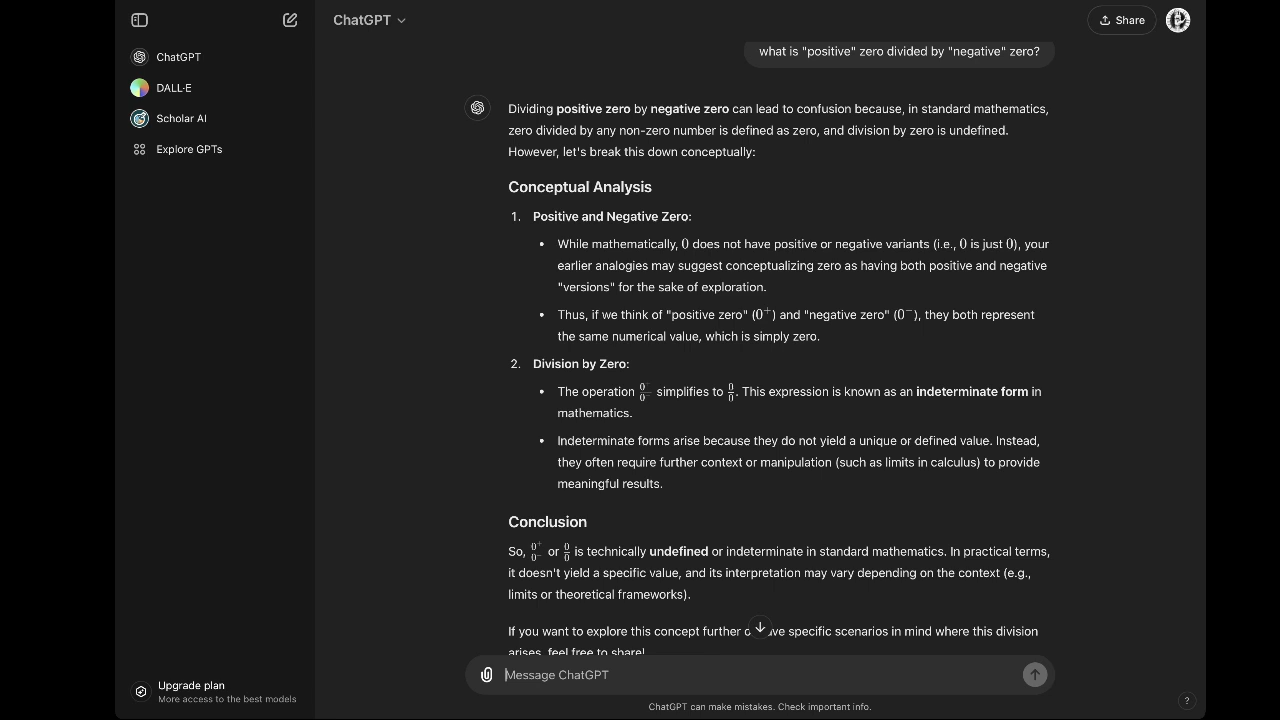 ChatGPT
Share
ChatGPT
DALL·E
Scholar AI
Explore GPTs
what is "positive" zero divided by "negative" zero?
Dividing positive zero by negative zero can lead to confusion because, in standard mathematics,
zero divided by any non-zero number is defined as zero, and division by zero is undefined.
However, let's break this down conceptually:
Conceptual Analysis
1. Positive and Negative Zero:
• While mathematically, 0 does not have positive or negative variants (i.e., 0 is just 0), your
earlier analogies may suggest conceptualizing zero as having both positive and negative
"versions" for the sake of exploration.
• Thus, if we think of "positive zero" (0⁺) and "negative zero" (0⁻), they both represent
the same numerical value, which is simply zero.
2. Division by Zero:
• The operation 0⁺/0⁻ simplifies to 0/0. This expression is known as an indeterminate form in
mathematics.
• Indeterminate forms arise because they do not yield a unique or defined value. Instead,
they often require further context or manipulation (such as limits in calculus) to provide
meaningful results.
Conclusion
So, 0⁺/0⁻ or 0/0 is technically undefined or indeterminate in standard mathematics. In practical terms,
it doesn't yield a specific value, and its interpretation may vary depending on the context (e.g.,
limits or theoretical frameworks).
If you want to explore this concept further specific scenarios in mind where this division
arises, feel free to share!
Message ChatGPT
Upgrade plan
More access to the best models
ChatGPT can make mistakes. Check important info.
?